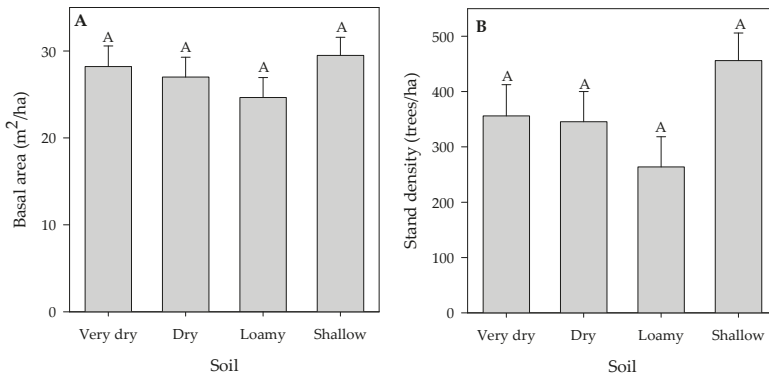 A
Basal area (m²/ha)
30
20
10
0
A
A
A
A
Very dry
Dry
Loamy
Shallow
Soil
B
Stand density (trees/ha)
500
400
300
200
100
0
A
A
A
A
Very dry
Dry
Loamy
Shallow
Soil